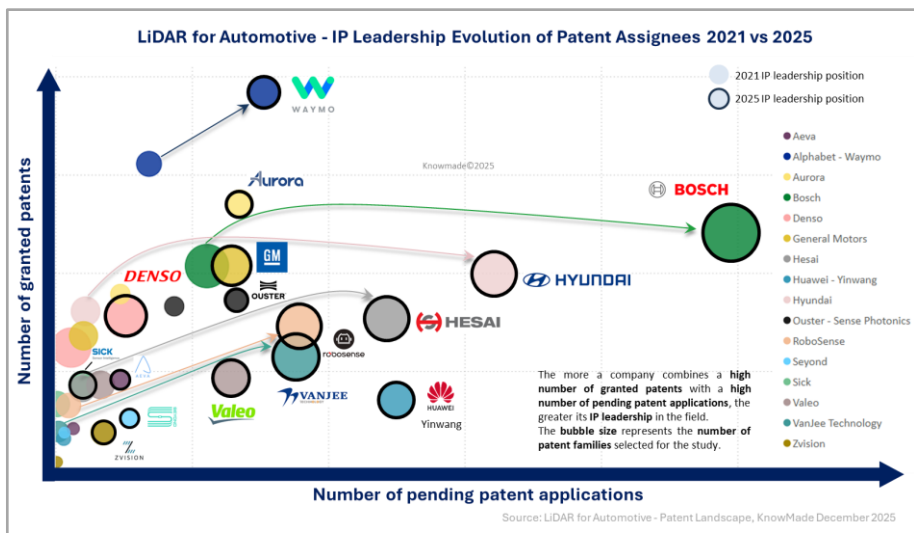 LiDAR for Automotive - IP Leadership Evolution of Patent Assignees 2021 vs 2025
2021 IP leadership position
2025 IP leadership position
WAYMO
Knowmade©2025
Aurora
BOSCH
GM
DENSO
OUSTER
HYUNDAI
HESAI
robosense
SICK
AEVA
VANJEE
Valeo
HUAWEI
Yinwang
ZVISION
Aeva
Alphabet - Waymo
Aurora
Bosch
Denso
General Motors
Hesai
Huawei - Yinwang
Hyundai
Ouster - Sense Photonics
RoboSense
Seyond
Sick
Valeo
VanJee Technology
Zvision
The more a company combines a high
number of granted patents with a high
number of pending patent applications, the
greater its IP leadership in the field.
The bubble size represents the number of
patent families selected for the study.
Number of granted patents
Number of pending patent applications
Source: LiDAR for Automotive - Patent Landscape, KnowMade December 2025